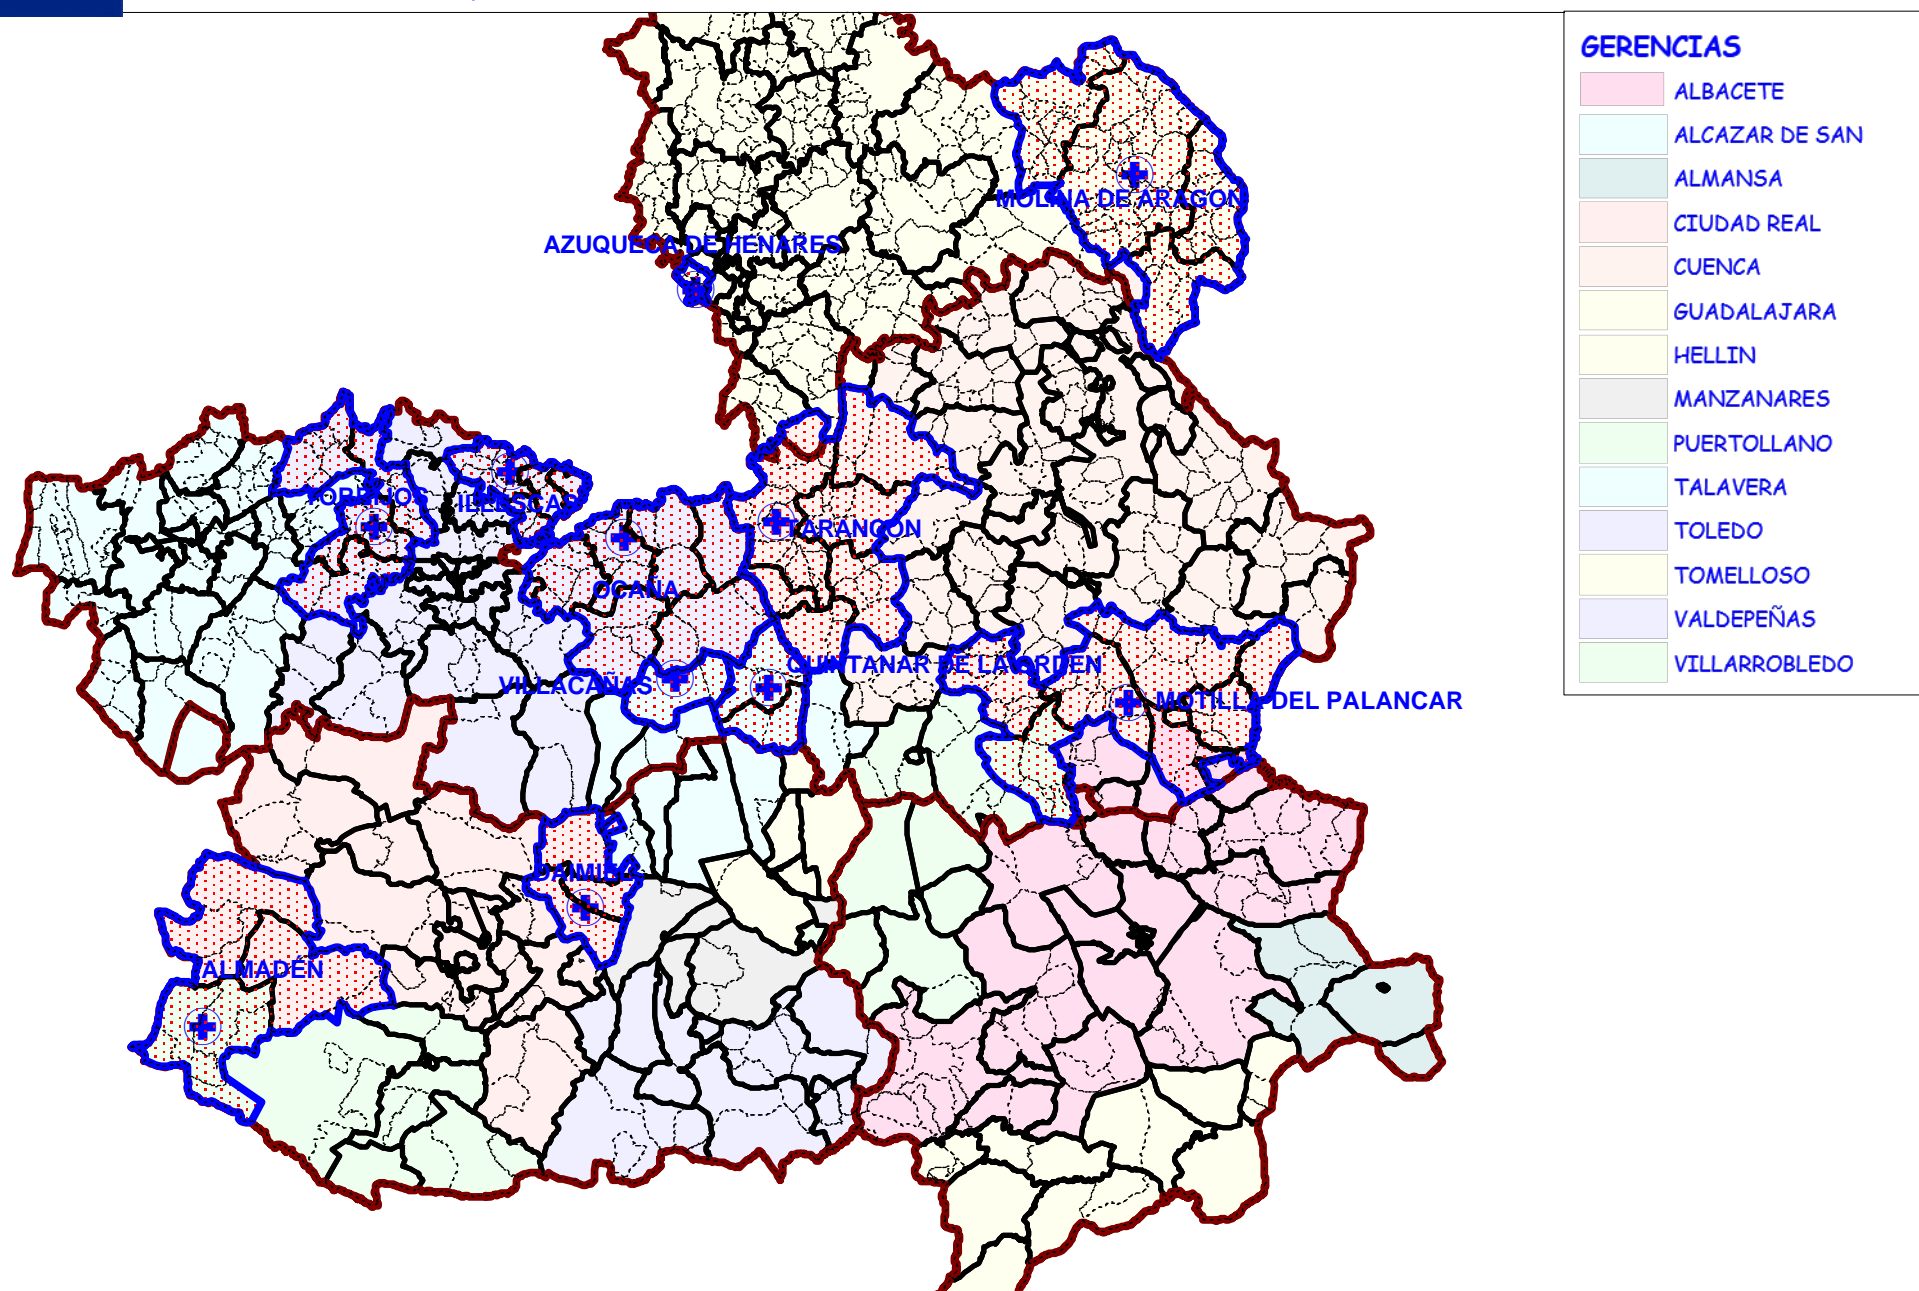 GERENCIAS
ALBACETE
ALCAZAR DE SAN
ALMANSA
CIUDAD REAL
CUENCA
GUADALAJARA
HELLIN
MANZANARES
PUERTOLLANO
TALAVERA
TOLEDO
TOMELLOSO
VALDEPEÑAS
VILLARROBLEDO
MOLINA DE ARAGON
AZUQUECA DE HENARES
TORRIJOS
ILLESCAS
TARANCON
OCAÑA
QUINTANAR DE LA ORDEN
VILLACAÑAS
MOTILLA DEL PALANCAR
DAIMIEL
ALMADÉN